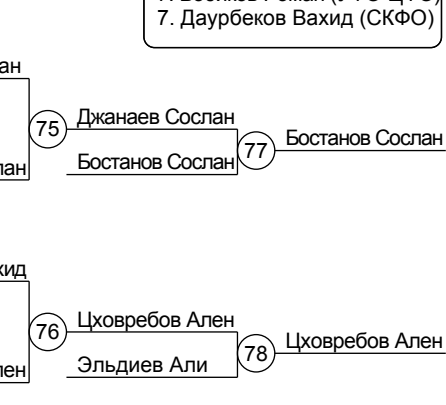 7. Даурбеков Вахид (СКФО)
75
Джанаев Сослан
Бостанов Сослан
77
Бостанов Сослан
76
Цховребов Ален
Эльдиев Али
78
Цховребов Ален